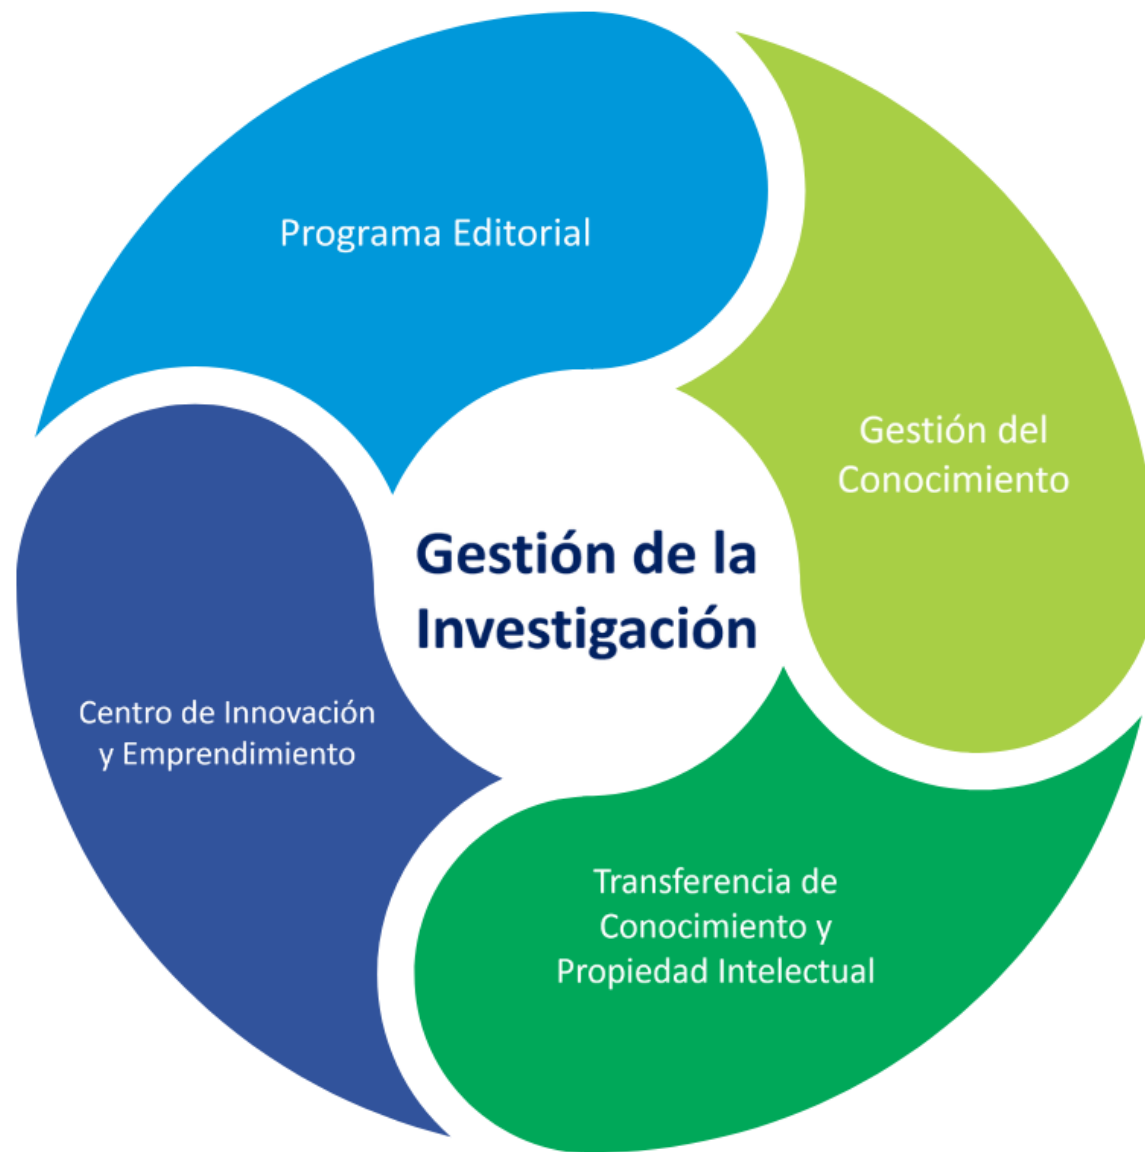 Programa Editorial
Gestión del
Conocimiento
Gestión de la
Investigación
Centro de Innovación
y Emprendimiento
Transferencia de
Conocimiento y
Propiedad Intelectual